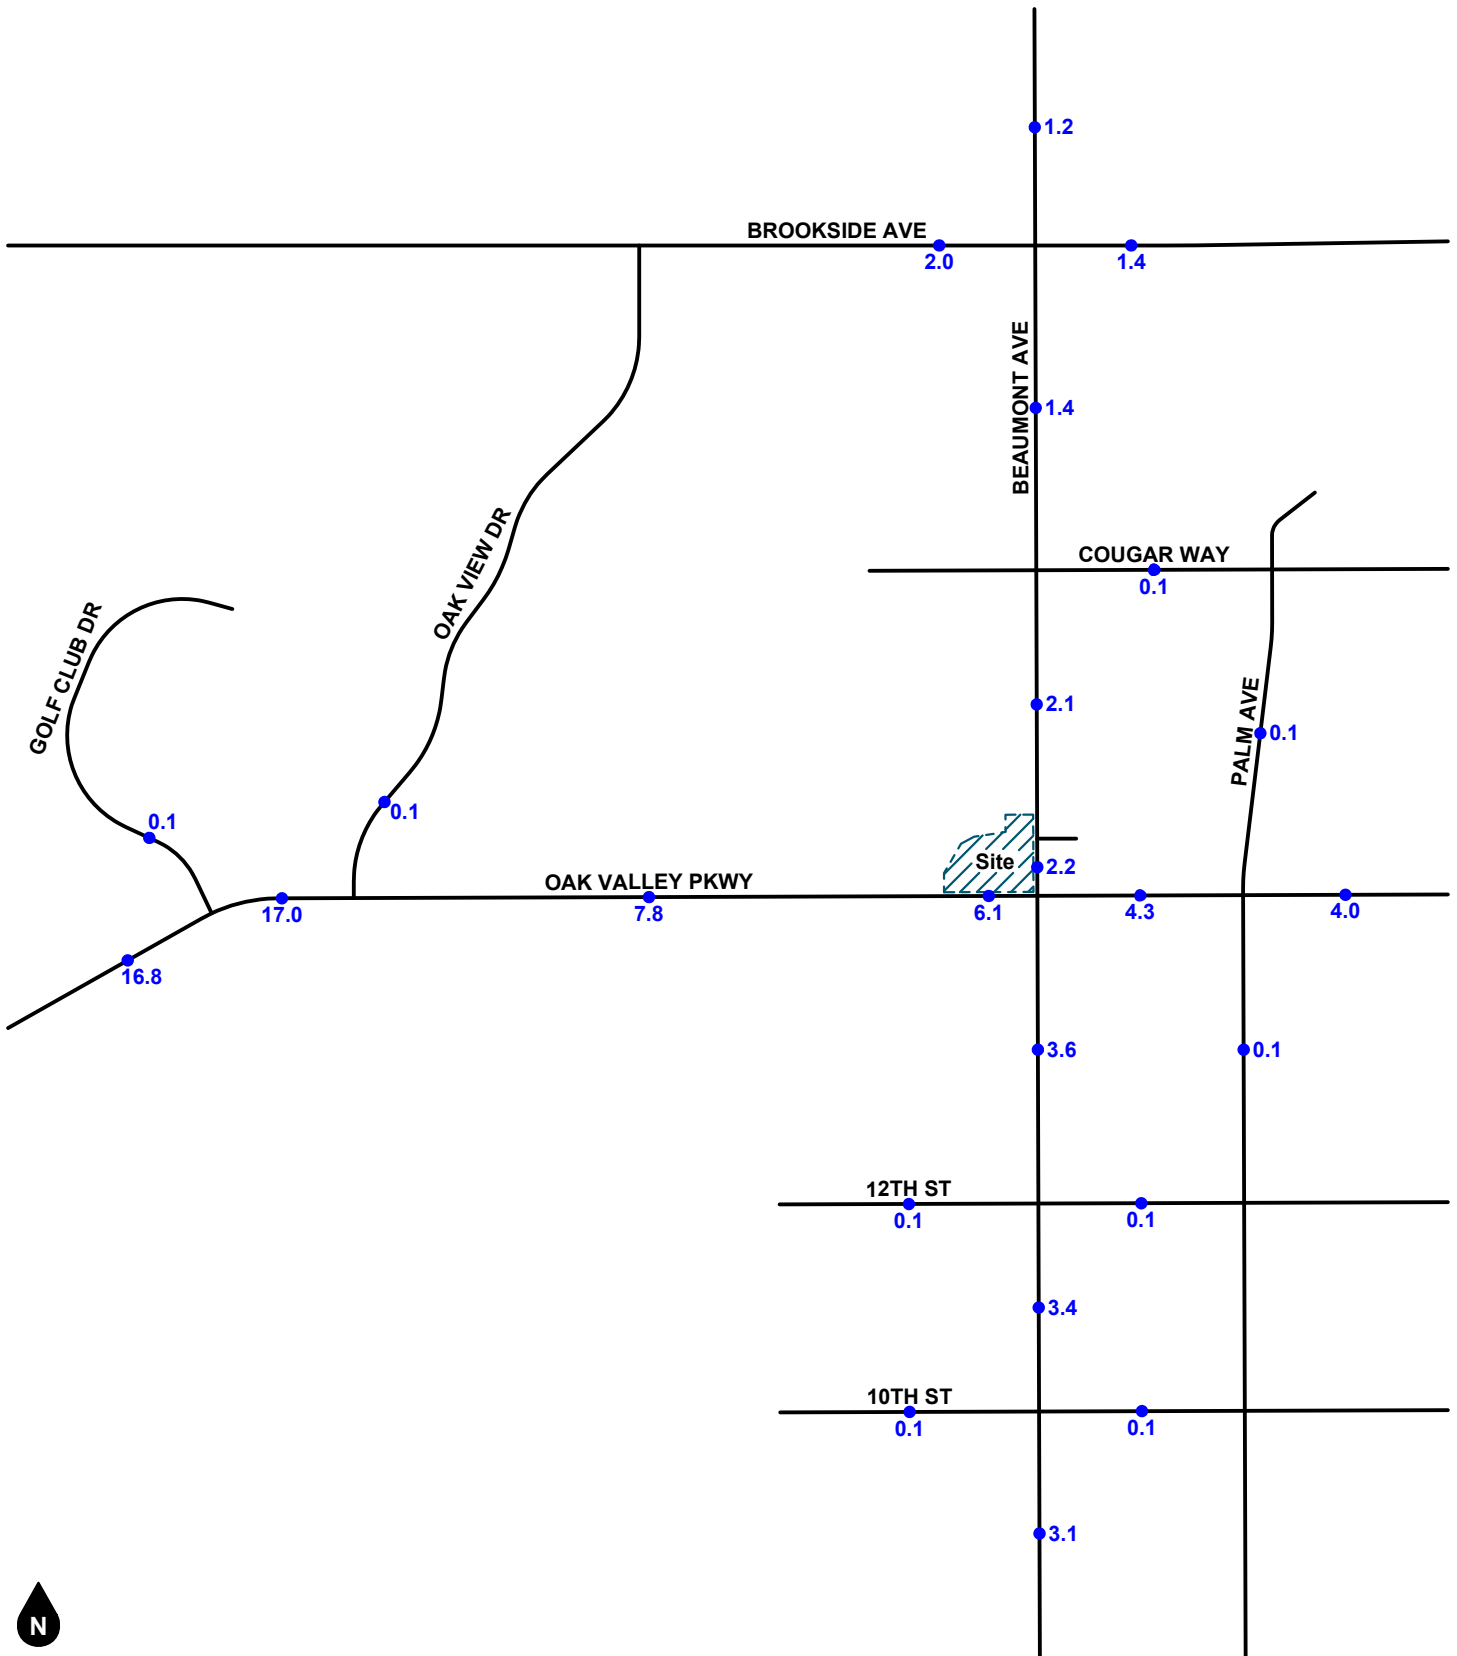 1.2
BROOKSIDE AVE
2.0
1.4
BEAUMONT AVE
1.4
OAK VIEW DR
COUGAR WAY
0.1
GOLF CLUB DR
2.1
PALM AVE
0.1
0.1
0.1
Site
2.2
OAK VALLEY PKWY
17.0
7.8
6.1
4.3
4.0
16.8
3.6
0.1
12TH ST
0.1
0.1
3.4
10TH ST
0.1
0.1
3.1
N